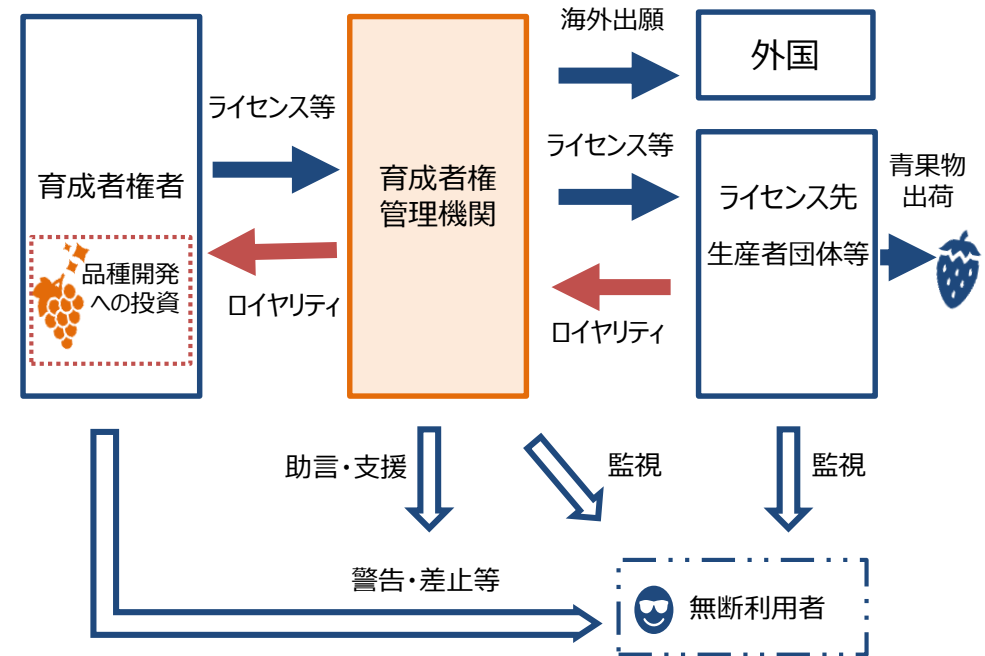 海外出願
外国
ライセンス等
ライセンス等
青果物
出荷
育成者権者
育成者権
管理機関
ライセンス先
生産者団体等
品種開発
への投資
ロイヤリティ
ロイヤリティ
助言・支援
監視
監視
警告・差止等
無断利用者